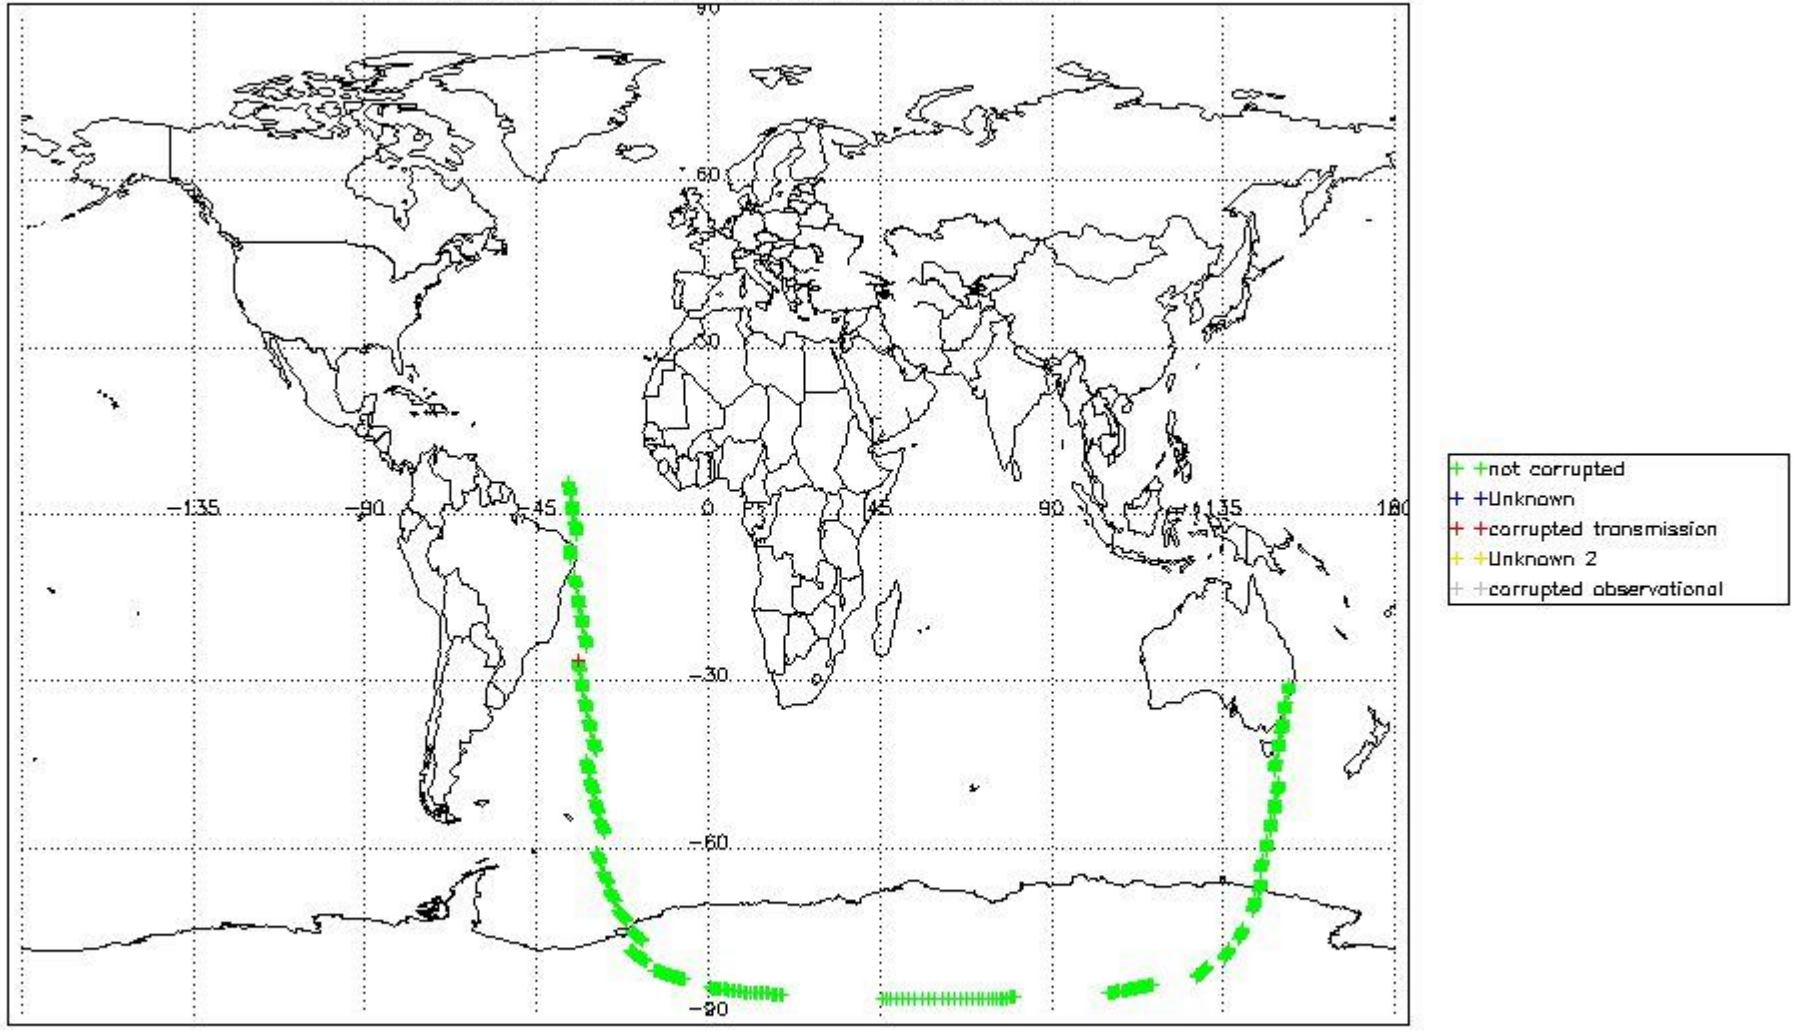 90
60
30
-135
-90
-45
0
45
90
135
180
-30
-60
-90
not corrupted
Unknown
corrupted transmission
Unknown 2
corrupted observational